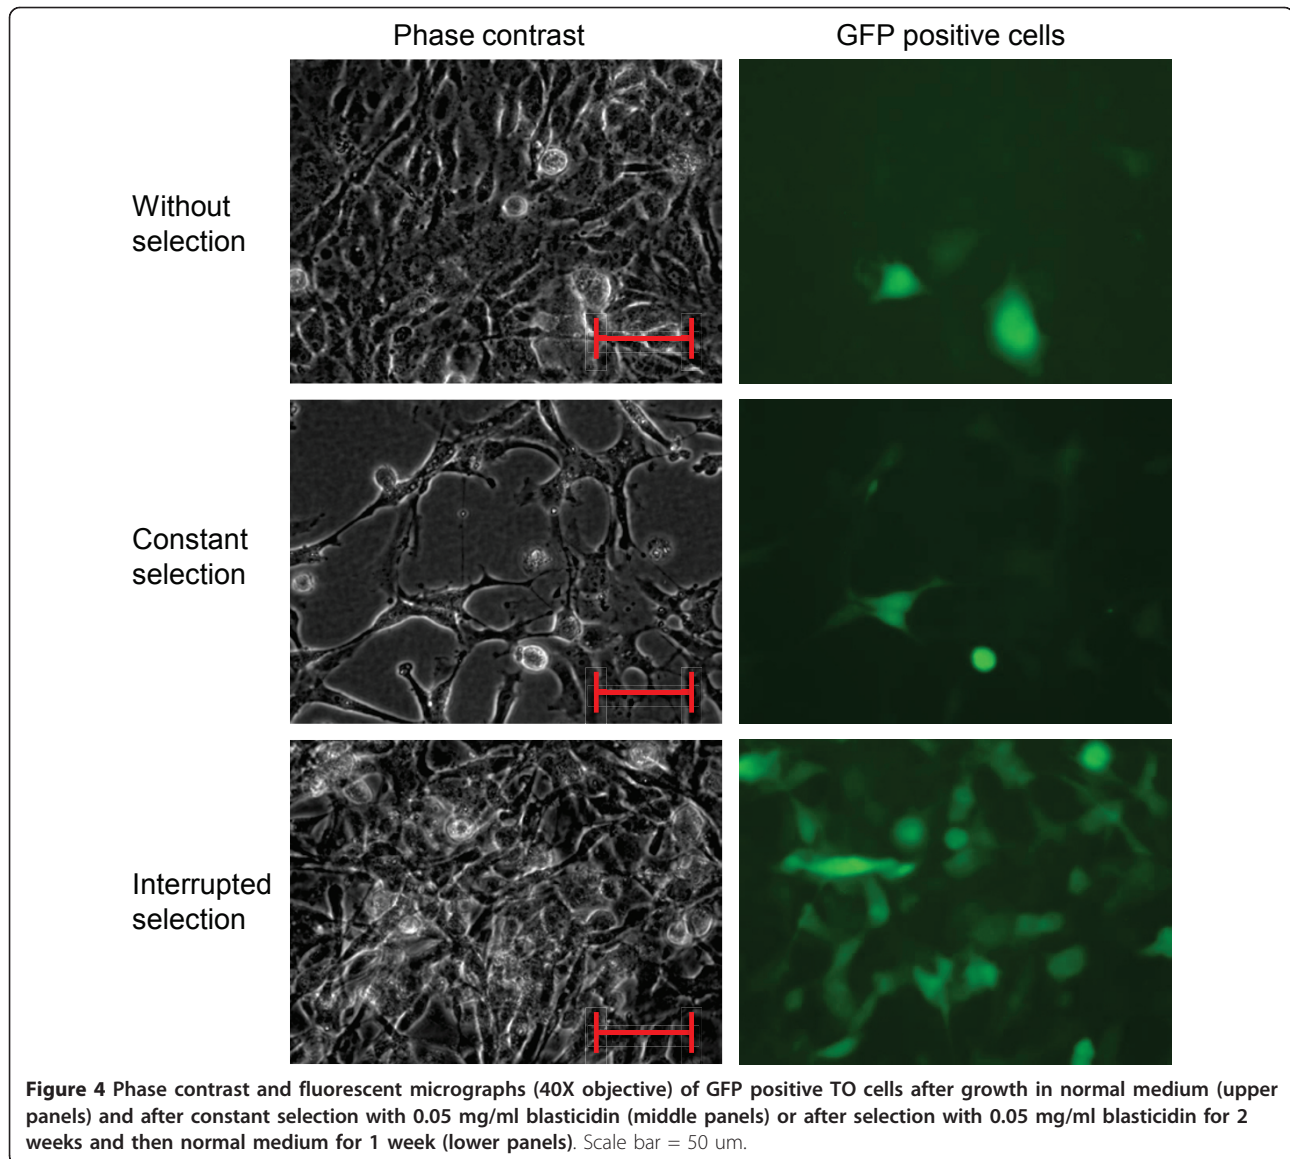 Phase contrast
GFP positive cells
Without
selection
Constant
selection
Interrupted
selection
Figure 4 Phase contrast and fluorescent micrographs (40X objective) of GFP positive TO cells after growth in normal medium (upper
panels) and after constant selection with 0.05 mg/ml blasticidin (middle panels) or after selection with 0.05 mg/ml blasticidin for 2
weeks and then normal medium for 1 week (lower panels). Scale bar = 50 um.